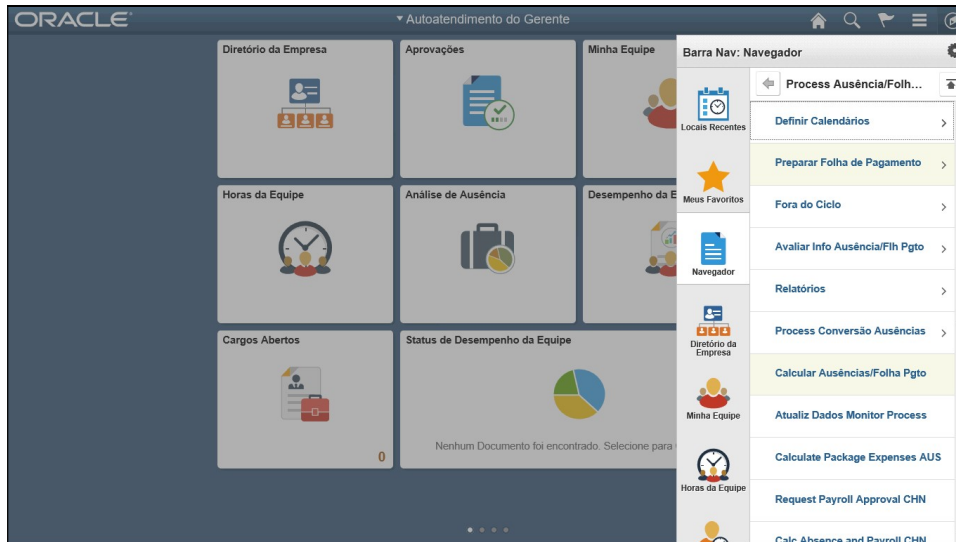 ORACLE
Autoatendimento do Gerente
Diretório da Empresa
Aprovações
Minha Equipe
Horas da Equipe
Análise de Ausência
Desempenho da E
Cargos Abertos
0
Status de Desempenho da Equipe
Nenhum Documento foi encontrado. Selecione para
Barra Nav: Navegador
Locais Recentes
Meus Favoritos
Navegador
Diretório da
Empresa
Minha Equipe
Horas da Equipe
Process Ausência/Folh...
Definir Calendários
Preparar Folha de Pagamento
Fora do Ciclo
Avaliar Info Ausência/Flh Pgto
Relatórios
Process Conversão Ausências
Calcular Ausências/Folha Pgto
Atualiz Dados Monitor Process
Calculate Package Expenses AUS
Request Payroll Approval CHN
Calc Absence and Payroll CHN